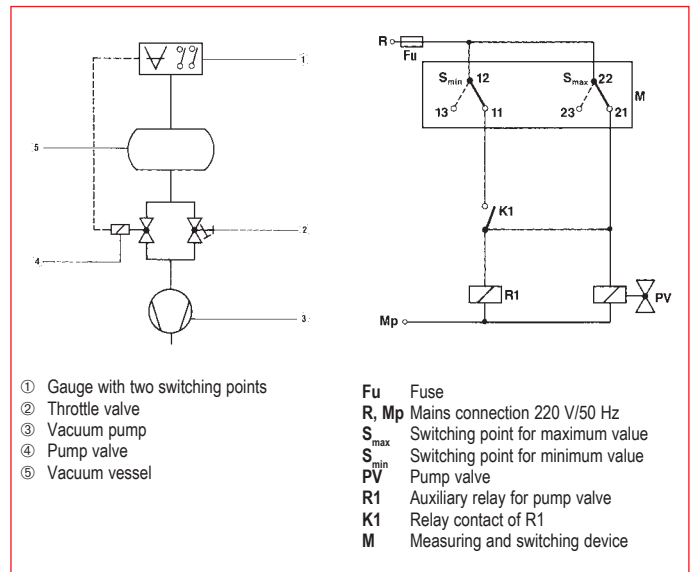 1
5
2
4
3
R
Fu
Smin 12
Smax 22
M
13 11
23 21
K1
R1
PV
Mp
① Gauge with two switching points
② Throttle valve
③ Vacuum pump
④ Pump valve
⑤ Vacuum vessel
Fu Fuse
R, Mp Mains connection 220 V/50 Hz
Smax Switching point for maximum value
Smin Switching point for minimum value
PV Pump valve
R1 Auxiliary relay for pump valve
K1 Relay contact of R1
M Measuring and switching device